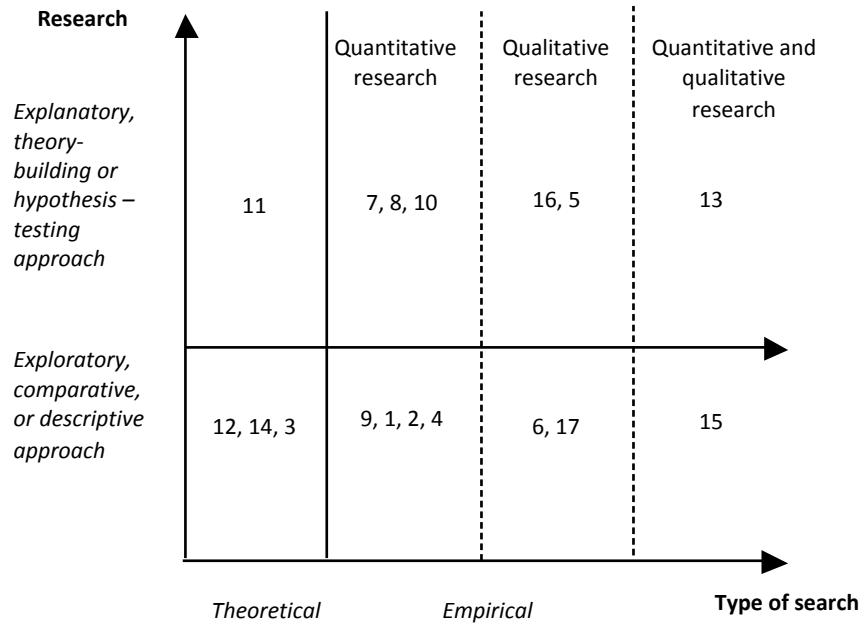 Research
Quantitative
research
Qualitative
research
Quantitative and
qualitative
research
Explanatory,
theory-
building or
hypothesis –
testing
approach
11
7, 8, 10
16, 5
13
Exploratory,
comparative,
or descriptive
approach
12, 14, 3
9, 1, 2, 4
6, 17
15
Theoretical
Empirical
Type of search